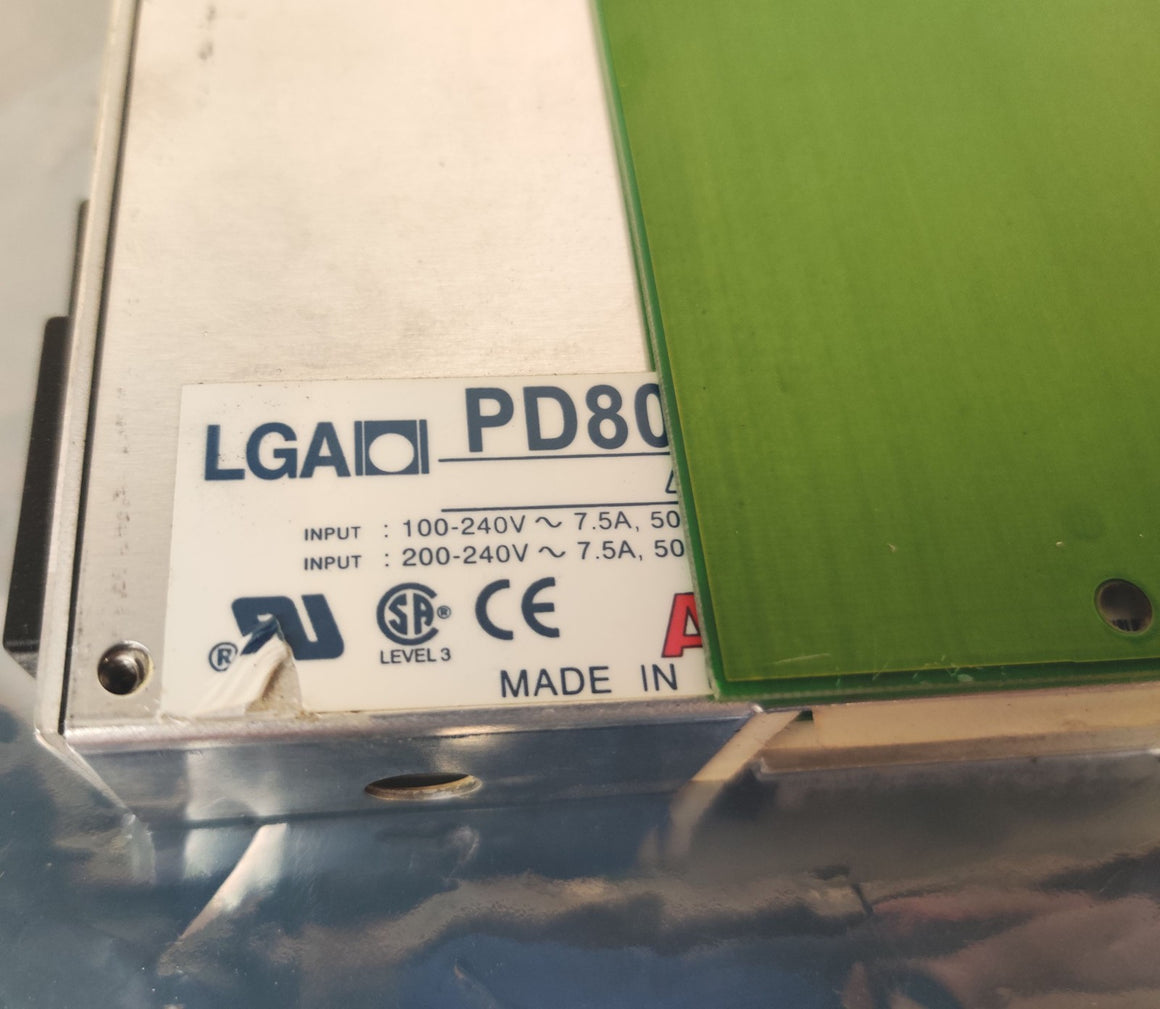 LGA PD80
INPUT : 100-240V ~ 7.5A, 50
INPUT : 200-240V ~ 7.5A, 50
® SA ® CE
LEVEL 3
MADE IN